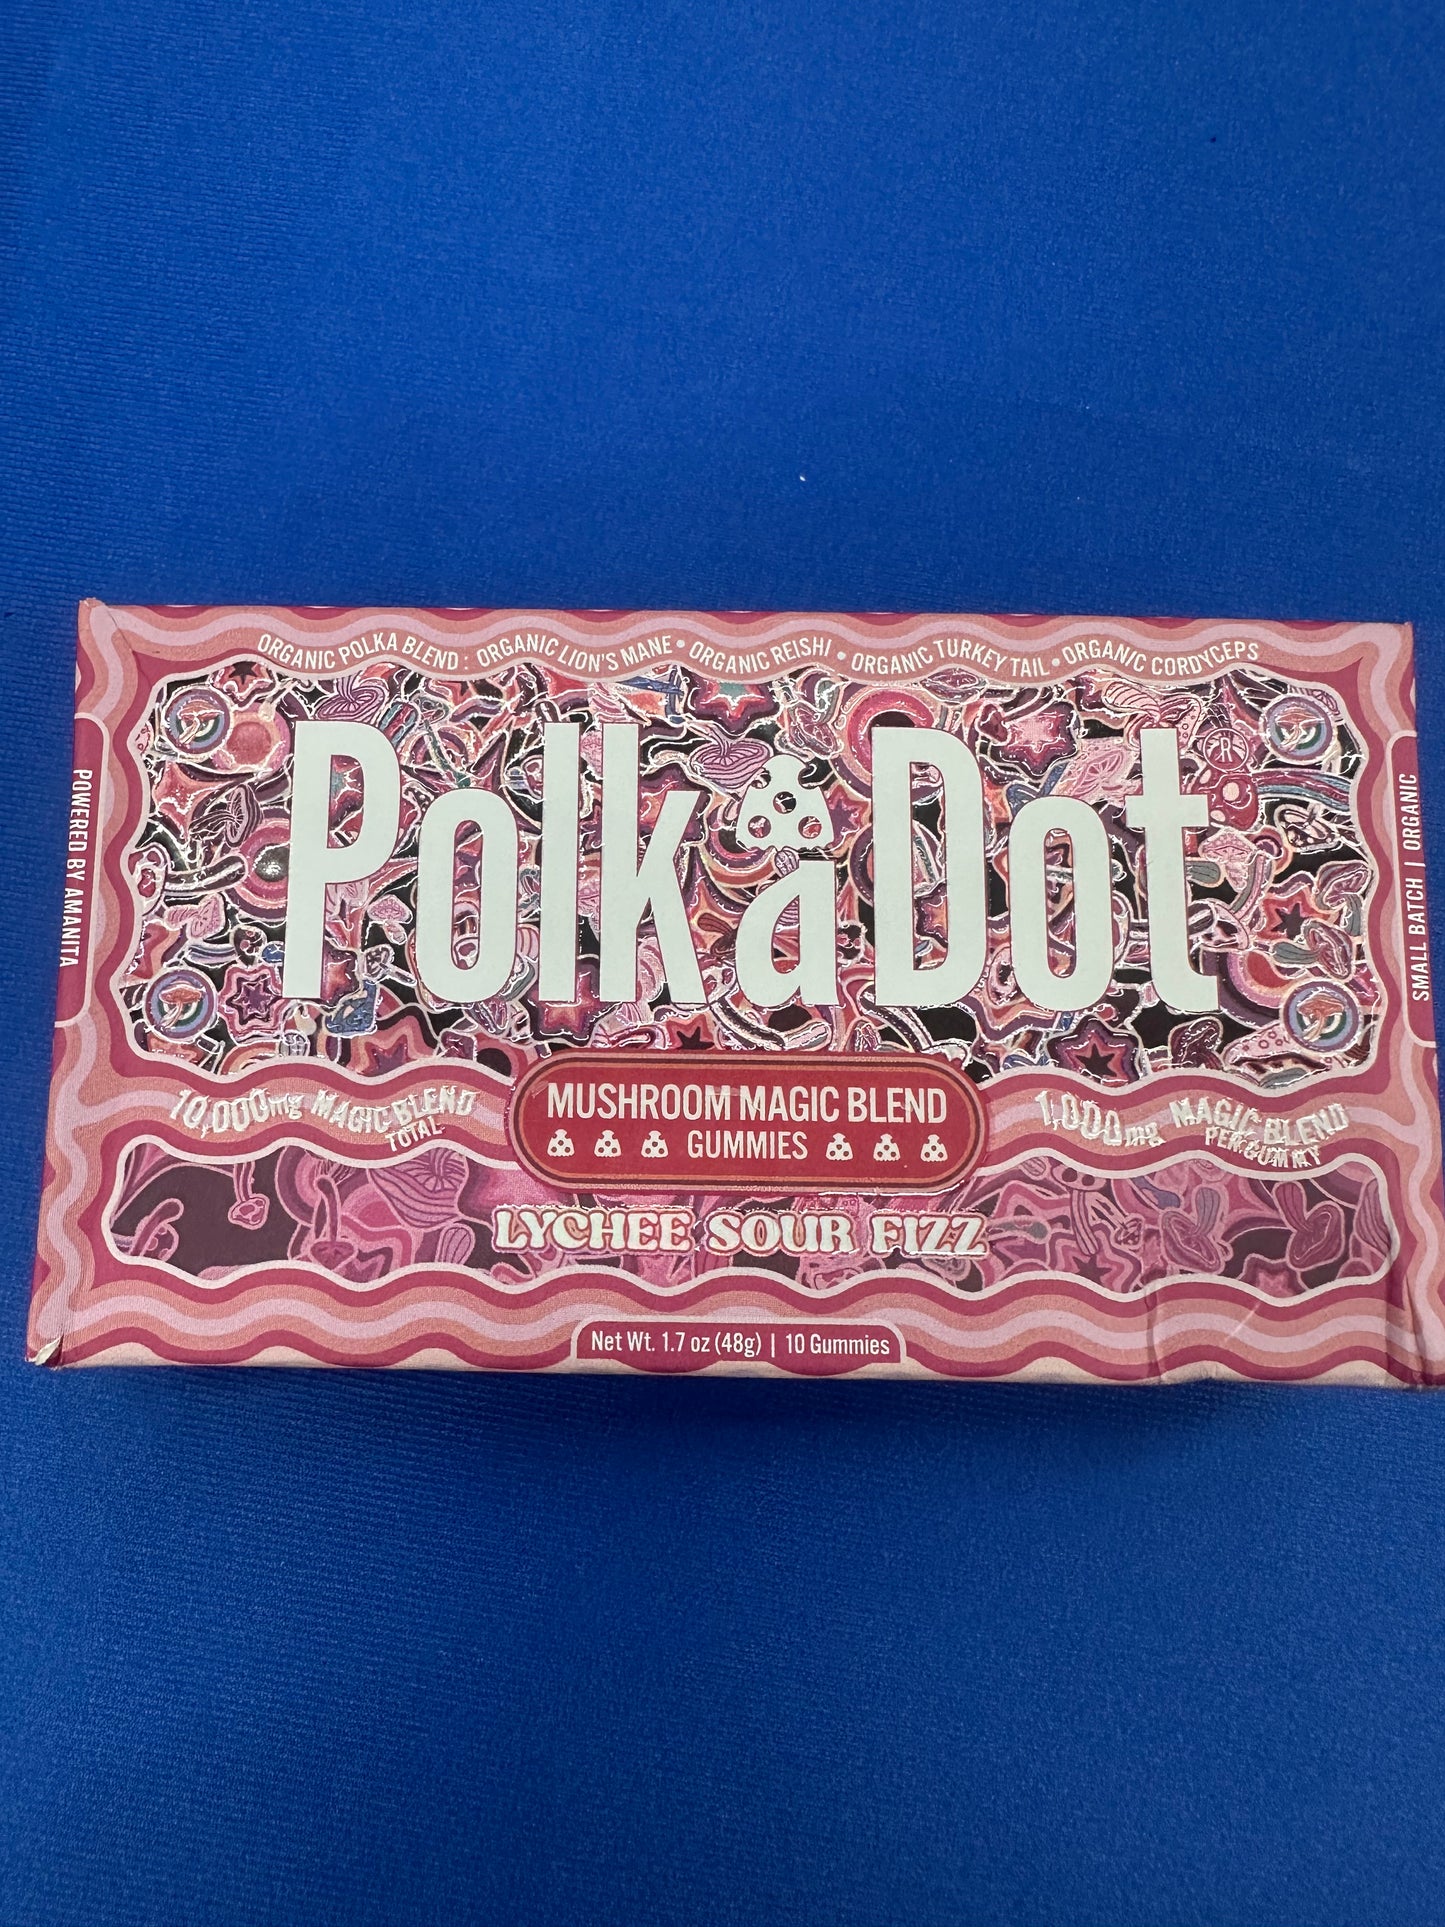 ORGANIC POLKA BLEND: ORGANIC LION'S MANE • ORGANIC REISHI • ORGANIC TURKEY TAIL • ORGANIC CORDYCEPS
POWERED BY AMANITA
PolkaDot
SMALL BATCH | ORGANIC
10,000mg MAGIC BLEND
TOTAL
MUSHROOM MAGIC BLEND
GUMMIES
1,000mg MAGIC BLEND
PER GUMMY
LYCHEE SOUR FIZZ
Net Wt. 1.7 oz (48g) | 10 Gummies